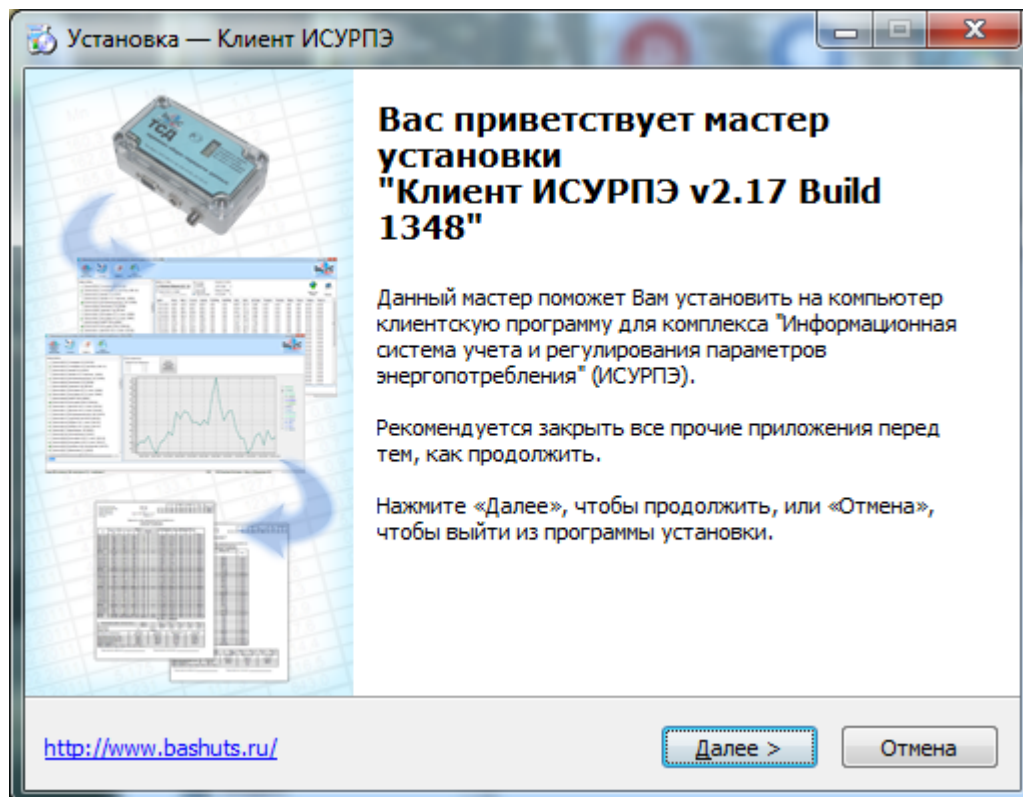 Установка — Клиент ИСУРПЭ
ТСД
Вас приветствует мастер
установки
"Клиент ИСУРПЭ v2.17 Build
1348"
Данный мастер поможет Вам установить на компьютер
клиентскую программу для комплекса "Информационная
система учета и регулирования параметров
энергопотребления" (ИСУРПЭ).
Рекомендуется закрыть все прочие приложения перед
тем, как продолжить.
Нажмите «Далее», чтобы продолжить, или «Отмена»,
чтобы выйти из программы установки.
http://www.bashuts.ru/
Далее >
Отмена